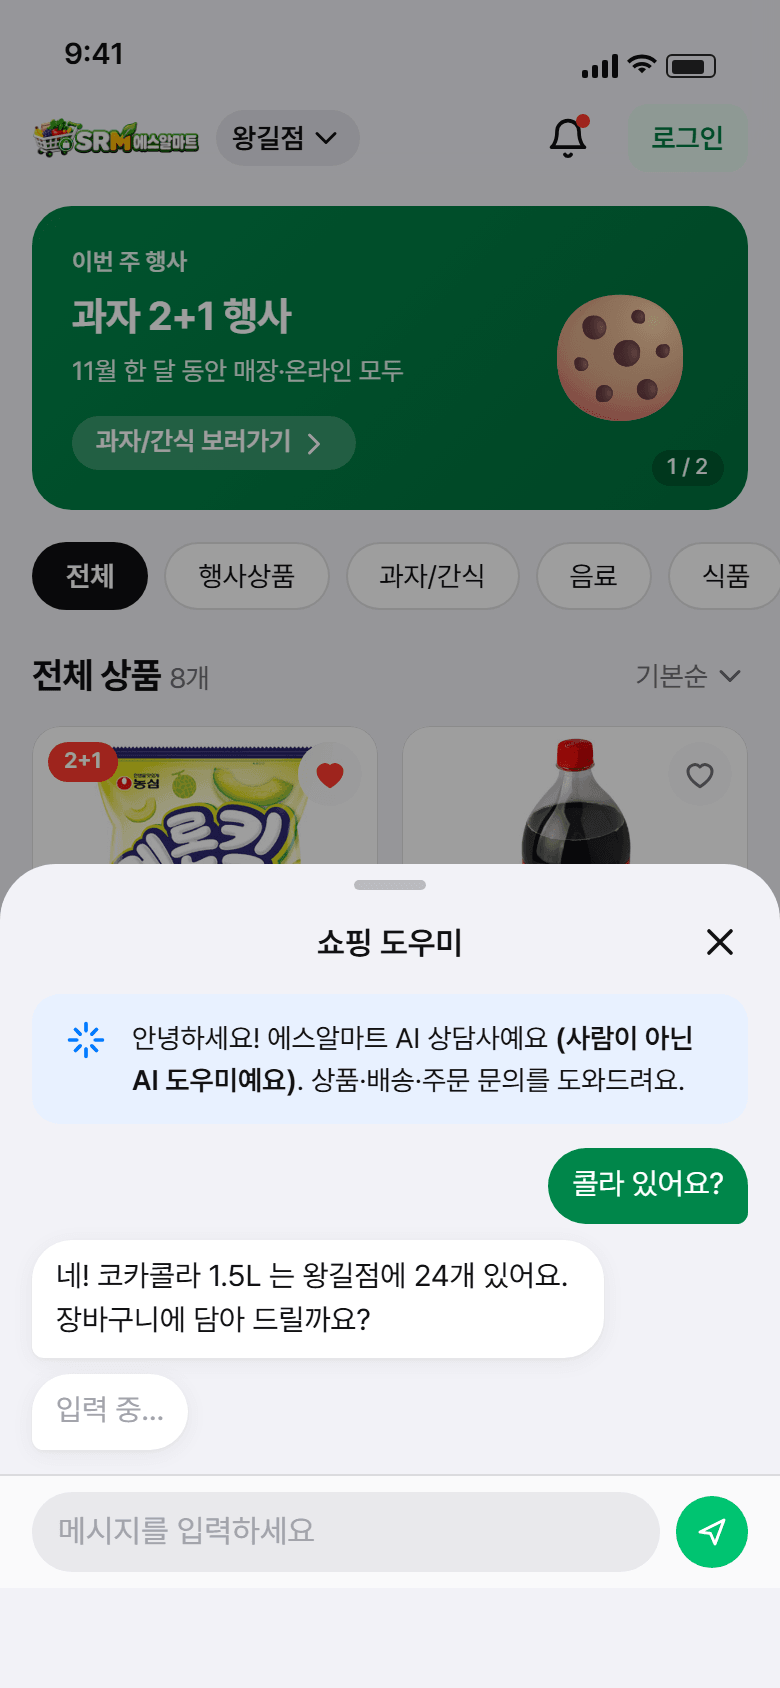 9:41
SRM에스알마트
왕길점
로그인
이번 주 행사
과자 2+1 행사
11월 한 달 동안 매장·온라인 모두
과자/간식 보러가기
1 / 2
전체
행사상품
과자/간식
음료
식품
전체 상품 8개
기본순
2+1
농심
메론킥
쇼핑 도우미
안녕하세요! 에스알마트 AI 상담사예요 (사람이 아닌
AI 도우미예요). 상품·배송·주문 문의를 도와드려요.
콜라 있어요?
네! 코카콜라 1.5L 는 왕길점에 24개 있어요.
장바구니에 담아 드릴까요?
입력 중...
메시지를 입력하세요